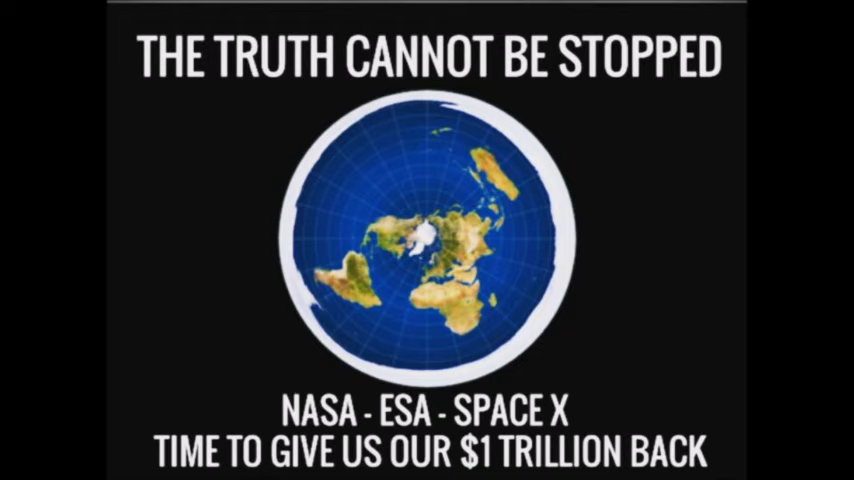 THE TRUTH CANNOT BE STOPPED
NASA - ESA - SPACE X
TIME TO GIVE US OUR $1 TRILLION BACK